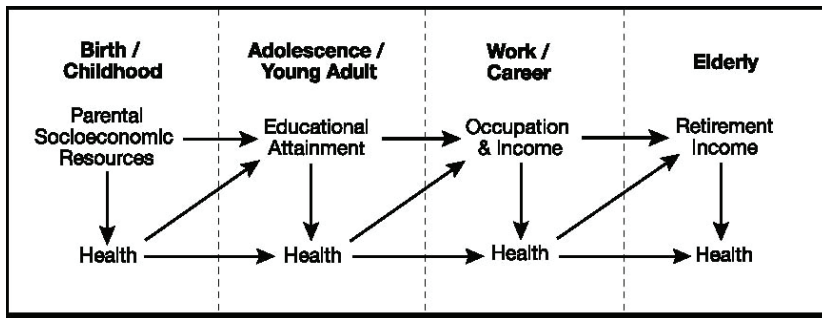 Birth /
Childhood
Adolescence /
Young Adult
Work /
Career
Elderly
Parental
Socioeconomic
Resources
Educational
Attainment
Occupation
& Income
Retirement
Income
Health
Health
Health
Health